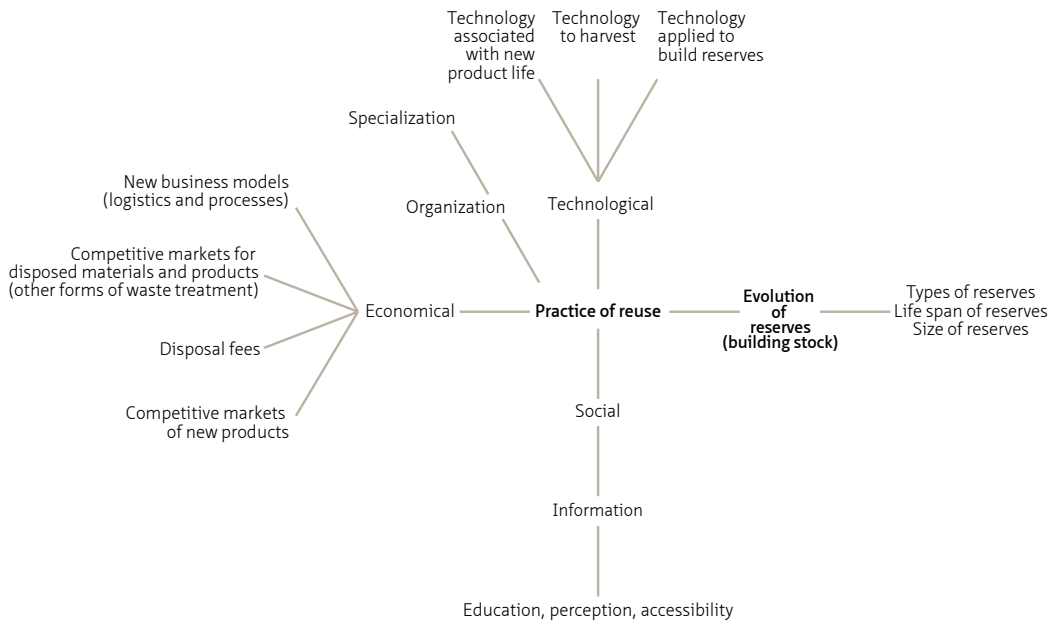 Technology
associated
with new
product life
Technology
to harvest
Technology
applied to
build reserves
Specialization
New business models
(logistics and processes)
Organization
Technological
Competitive markets for
disposed materials and products
(other forms of waste treatment)
Economical
Practice of reuse
Evolution
of
reserves
(building stock)
Types of reserves
Life span of reserves
Size of reserves
Disposal fees
Competitive markets
of new products
Social
Information
Education, perception, accessibility